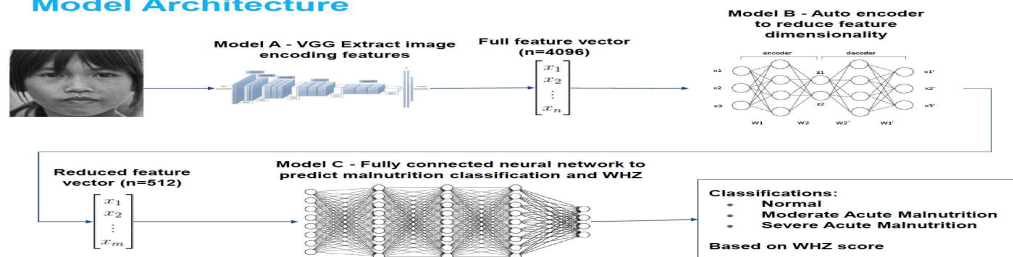 Model Architecture
Model A - VGG Extract image
encoding features
Full feature vector
(n=4096)
x1
x2
⋮
xn
Model B - Auto encoder
to reduce feature
dimensionality
encoder
decoder
x1
x2
x3
z1
z2
x1'
x2'
x3'
W1
W2
W2'
W1'
Reduced feature
vector (n=512)
x1
x2
⋮
xm
Model C - Fully connected neural network to
predict malnutrition classification and WHZ
Classifications:
• Normal
• Moderate Acute Malnutrition
• Severe Acute Malnutrition
Based on WHZ score